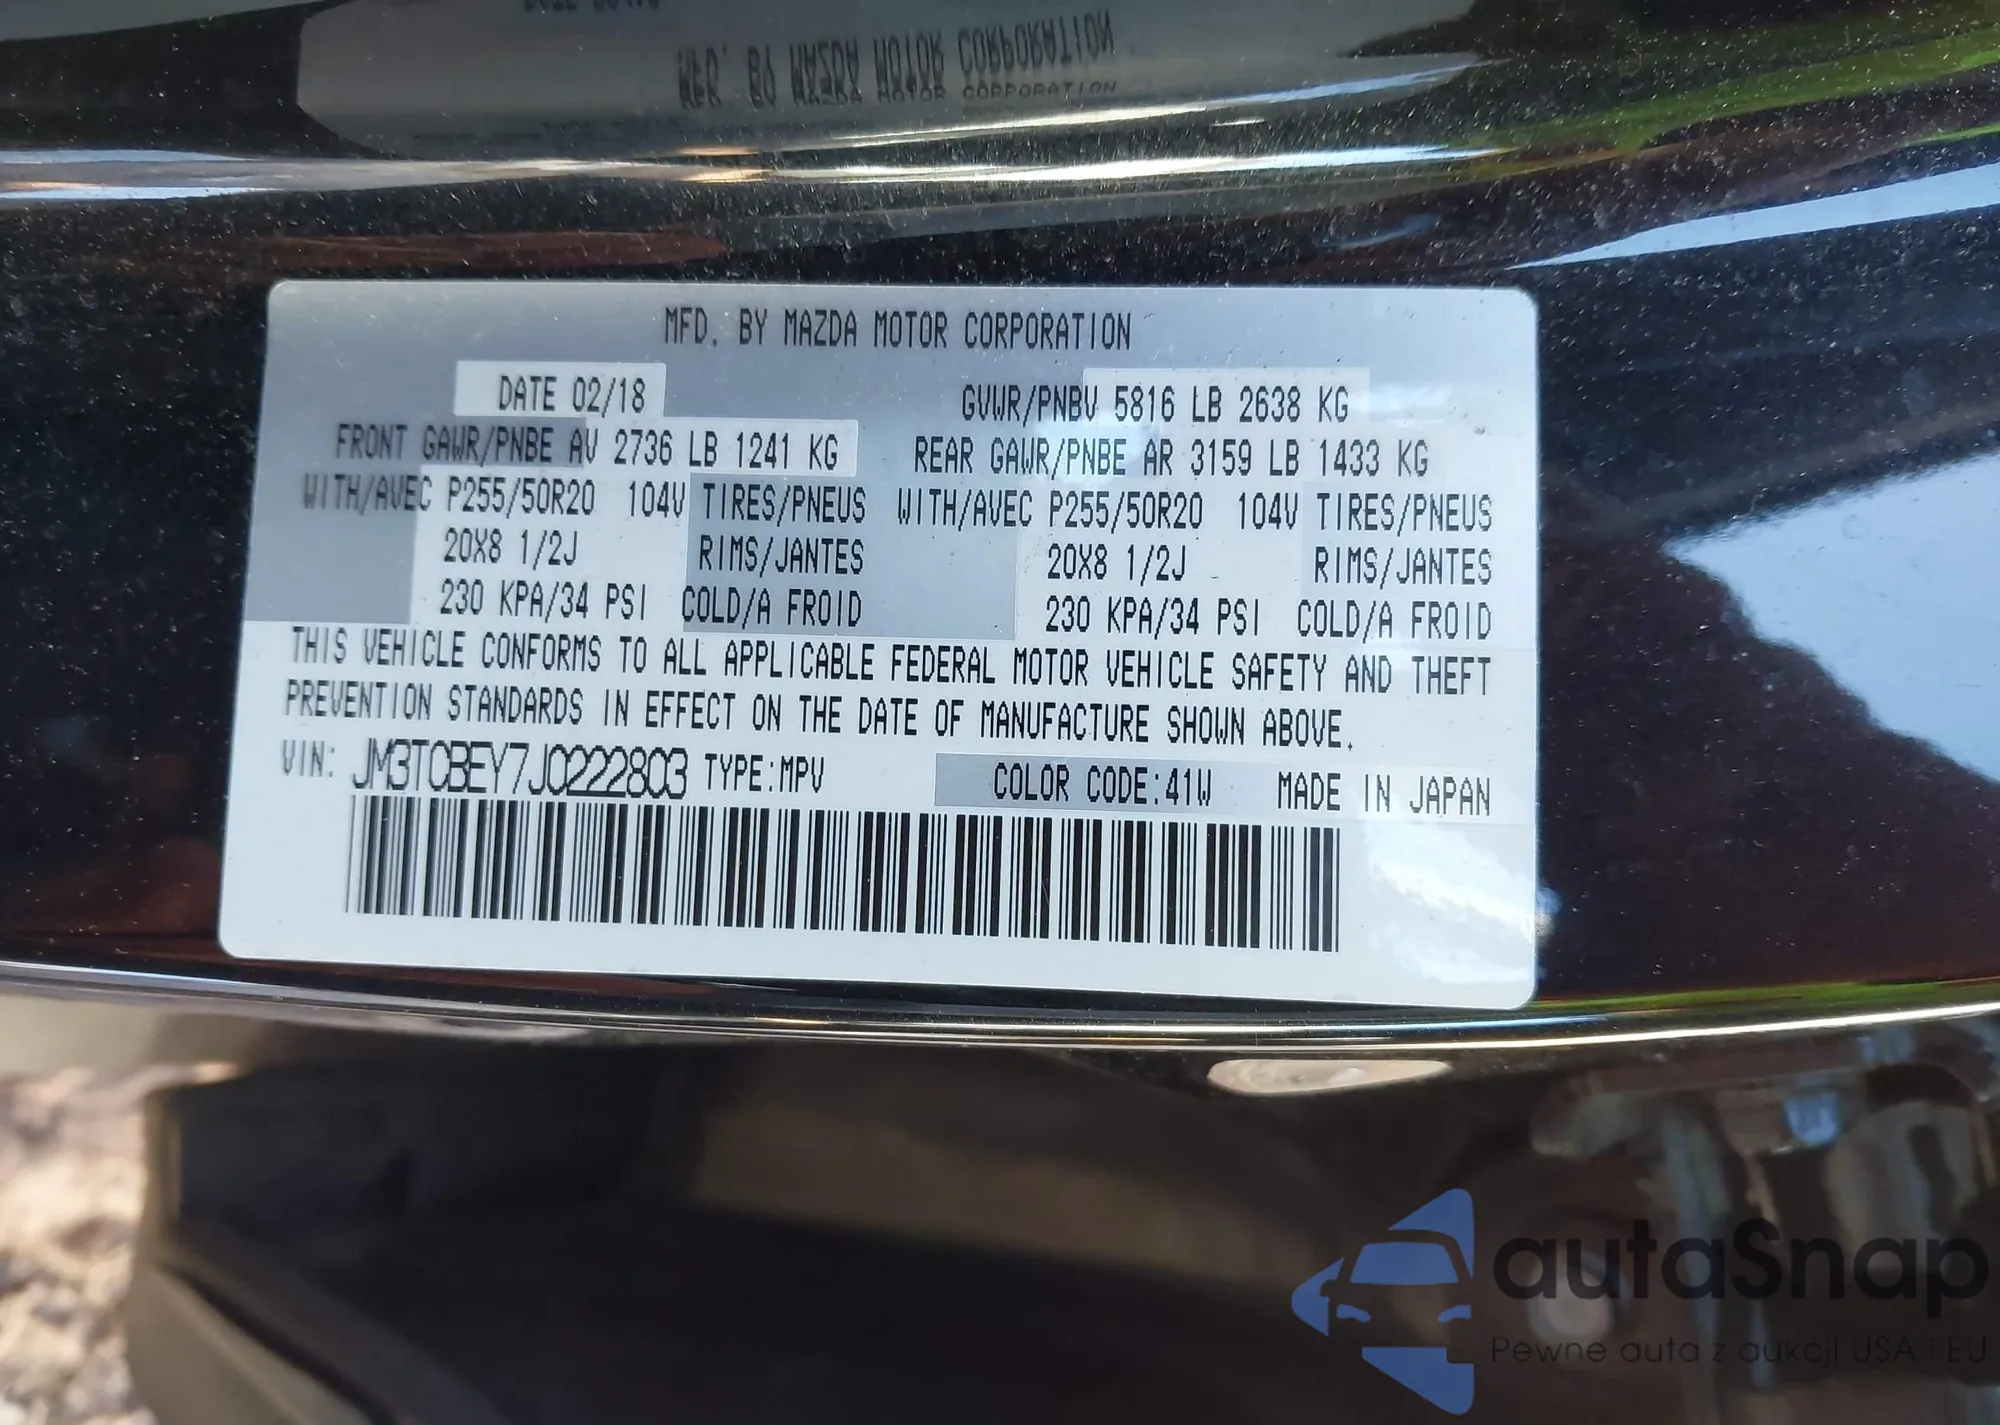 MFD. BY MAZDA MOTOR CORPORATION
MFD. BY MAZDA MOTOR CORPORATION
DATE 02/18 GVWR/PNBV 5816 LB 2638 KG
FRONT GAWR/PNBE AV 2736 LB 1241 KG REAR GAWR/PNBE AR 3159 LB 1433 KG
WITH/AVEC P255/50R20 104V TIRES/PNEUS WITH/AVEC P255/50R20 104V TIRES/PNEUS
20X8 1/2J RIMS/JANTES 20X8 1/2J RIMS/JANTES
230 KPA/34 PSI COLD/A FROID 230 KPA/34 PSI COLD/A FROID
THIS VEHICLE CONFORMS TO ALL APPLICABLE FEDERAL MOTOR VEHICLE SAFETY AND THEFT
PREVENTION STANDARDS IN EFFECT ON THE DATE OF MANUFACTURE SHOWN ABOVE.
VIN: JM3TCBEY7J0222803 TYPE:MPV COLOR CODE:41W MADE IN JAPAN
autaSnap
Pewne auta z aukcji USA i EU